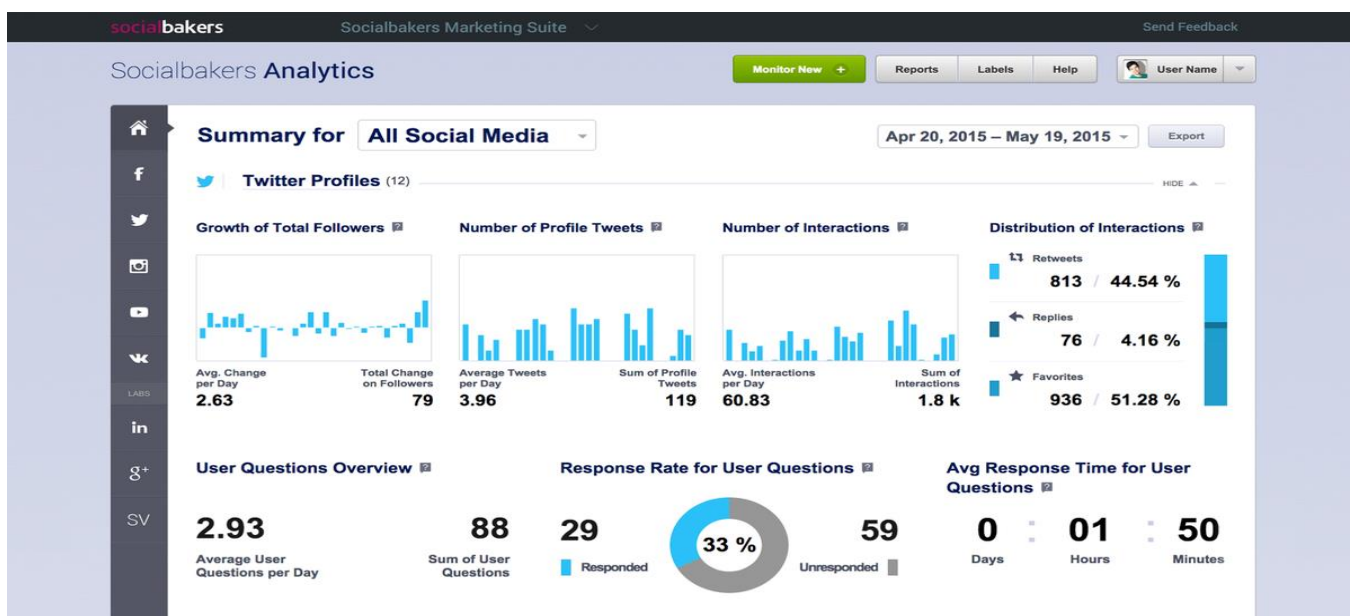 socialbakers Socialbakers Marketing Suite Send Feedback
Socialbakers Analytics Monitor New + Reports Labels Help User Name
Summary for All Social Media Apr 20, 2015 – May 19, 2015 Export
Twitter Profiles (12) HIDE
Growth of Total Followers ? Number of Profile Tweets ? Number of Interactions ? Distribution of Interactions ?
Retweets
813 / 44.54 %
Replies
76 / 4.16 %
Favorites
936 / 51.28 %
Avg. Change
per Day
2.63
Total Change
on Followers
79
Average Tweets
per Day
3.96
Sum of Profile
Tweets
119
Avg. Interactions
per Day
60.83
Sum of
Interactions
1.8 k
LABS
in
g+
SV
User Questions Overview ?
2.93
Average User
Questions per Day
88
Sum of User
Questions
Response Rate for User Questions ?
29
Responded
33 %
59
Unresponded
Avg Response Time for User
Questions ?
0 : 01 : 50
Days Hours Minutes